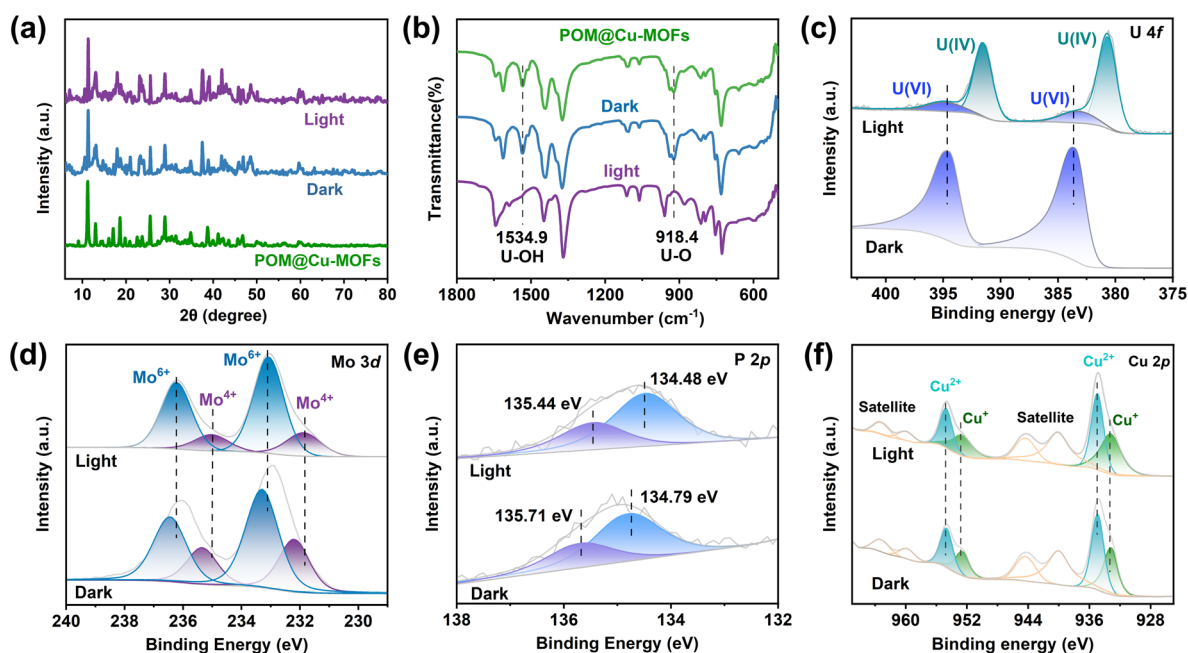 (a)
Intensity (a.u.)
Light
Dark
POM@Cu-MOFs
10 20 30 40 50 60 70 80
2θ (degree)
(b)
Transmittance(%)
POM@Cu-MOFs
Dark
light
1534.9
U-OH
918.4
U-O
1800 1500 1200 900 600
Wavenumber (cm⁻¹)
(c)
U 4f
Intensity (a.u.)
U(IV)
U(IV)
U(VI)
U(VI)
Light
Dark
400 395 390 385 380 375
Binding energy (eV)
(d)
Mo 3d
Intensity (a.u.)
Mo⁶⁺
Mo⁶⁺
Mo⁴⁺
Mo⁴⁺
Light
Dark
240 238 236 234 232 230
Binding Energy (eV)
(e)
P 2p
Intensity (a.u.)
134.48 eV
135.44 eV
Light
134.79 eV
135.71 eV
Dark
138 136 134 132
Binding Energy (eV)
(f)
Cu 2p
Intensity (a.u.)
Cu²⁺
Cu²⁺
Satellite
Cu⁺
Satellite
Cu⁺
Light
Dark
960 952 944 936 928
Binding energy (eV)